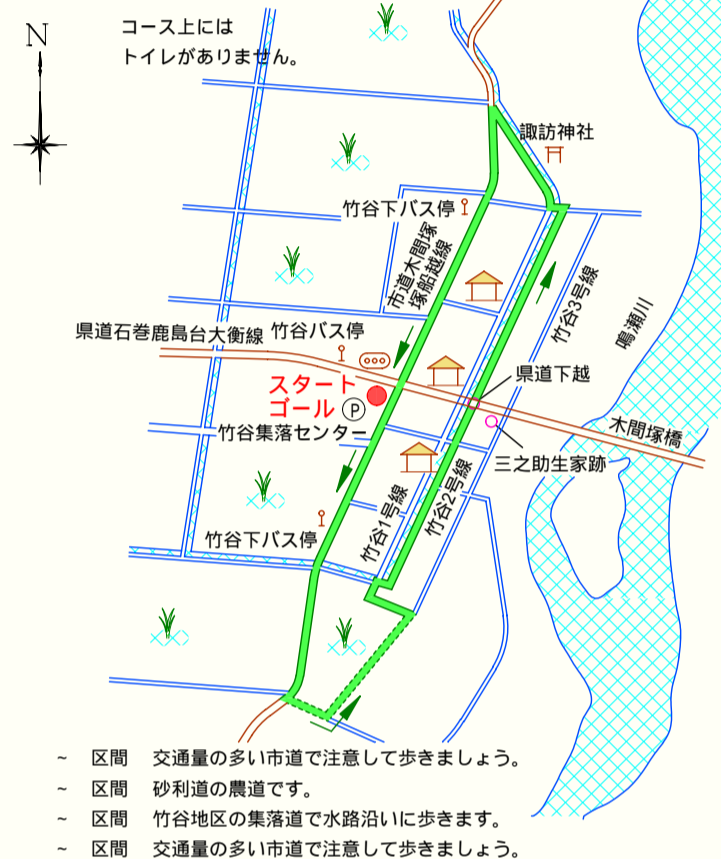 コース上には
トイレがありません。
N
諏訪神社
竹谷下バス停
市道木間塚
塚船越線
竹谷3号線
鳴瀬川
県道石巻鹿島台大衡線
竹谷バス停
県道下越
スタート
ゴール
P
木間塚橋
竹谷集落センター
三之助生家跡
竹谷1号線
竹谷2号線
竹谷下バス停
~ 区間 交通量の多い市道で注意して歩きましょう。
~ 区間 砂利道の農道です。
~ 区間 竹谷地区の集落道で水路沿いに歩きます。
~ 区間 交通量の多い市道で注意して歩きましょう。